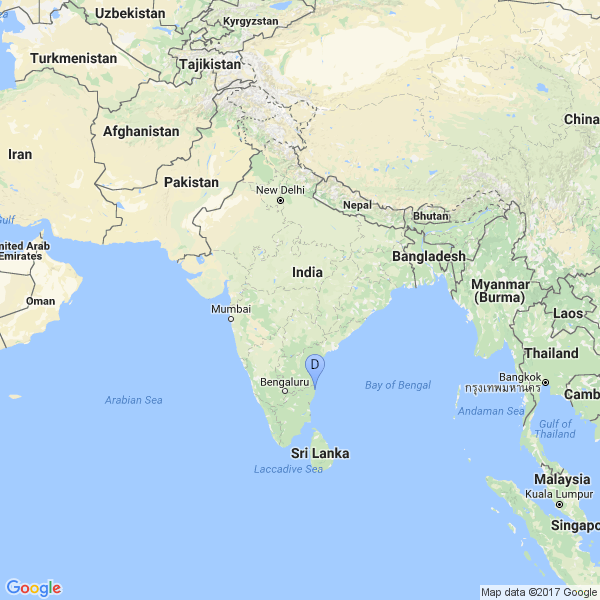 Uzbekistan
Kyrgyzstan
Turkmenistan
Tajikistan
China
Afghanistan
Iran
Pakistan
New Delhi
Nepal
Bhutan
Gulf
United Arab
Emirates
Bangladesh
India
Myanmar
(Burma)
Oman
Laos
Mumbai
Thailand
D
Bengaluru
Bay of Bengal
Bangkok
กรุงเทพมหานคร
Arabian Sea
Andaman Sea
Camb
Gulf of
Thailand
Sri Lanka
Laccadive Sea
Malaysia
Kuala Lumpur
Singapo
Google
Map data ©2017 Google